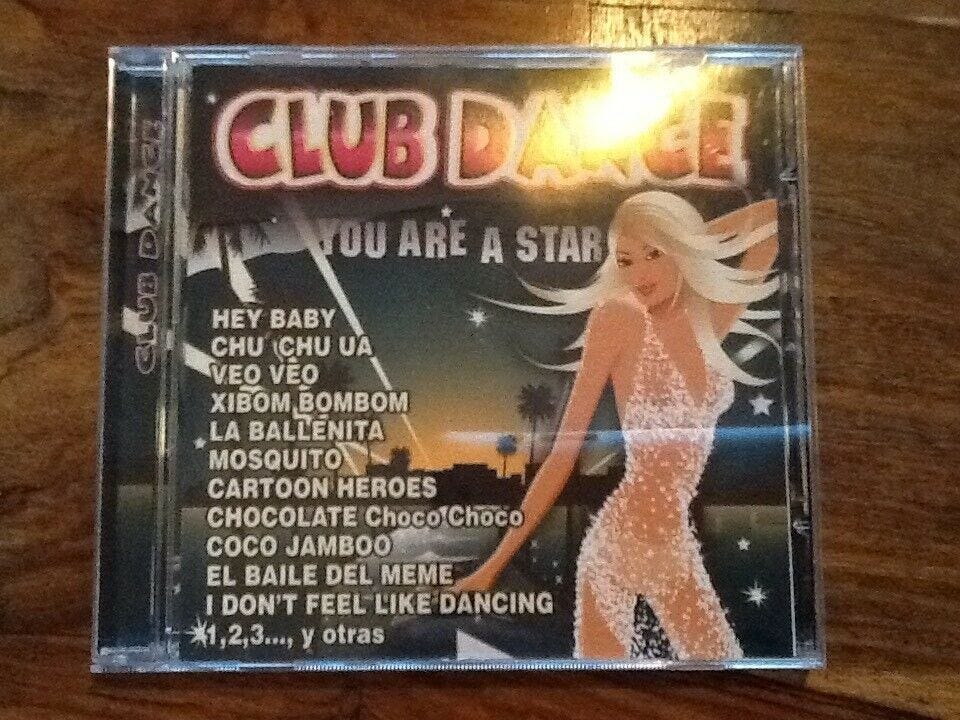 CLUB DANCE
CLUB DANCE
YOU ARE A STAR
HEY BABY
CHU CHU UA
VEO VEO
XIBOM BOMBOM
LA BALLENITA
MOSQUITO
CARTOON HEROES
CHOCOLATE Choco Choco
COCO JAMBOO
EL BAILE DEL MEME
I DON'T FEEL LIKE DANCING
1,2,3..., y otras